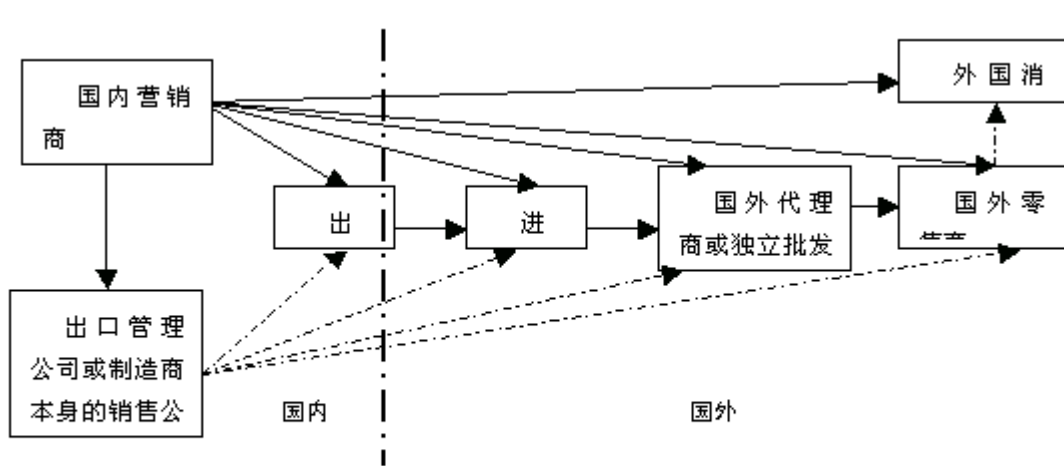 国内营销
商
外国消
出
进
国外代理
商或独立批发
国外零
出口管理
公司或制造商
本身的销售公
国内
国外